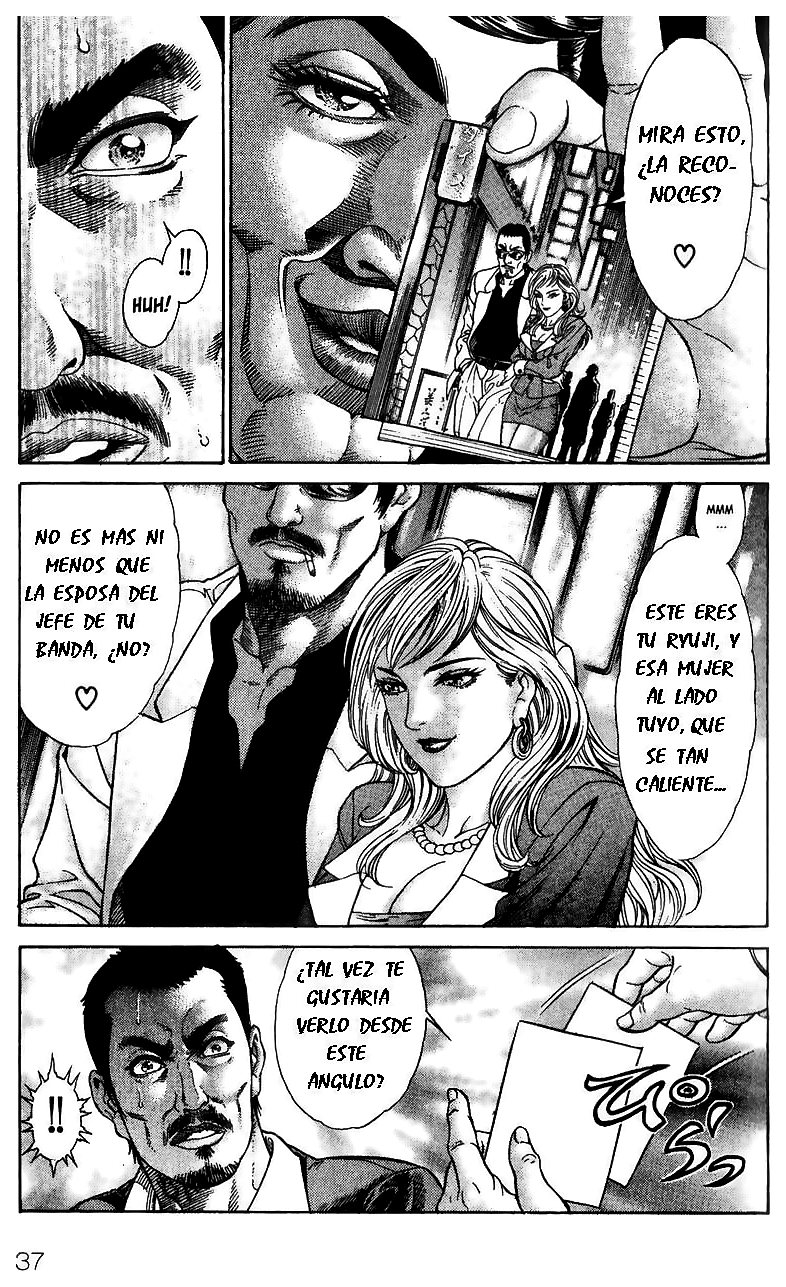 MIRA ESTO,
¿LA RECO-
NOCES?
♡
!!
HUH!
MMM
...
ESTE ERES
TU RYUJI, Y
ESA MUJER
AL LADO
TUYO, QUE
SE TAN
CALIENTE...
NO ES MAS NI
MENOS QUE
LA ESPOSA DEL
JEFE DE TU
BANDA, ¿NO?
♡
¿TAL VEZ TE
GUSTARIA
VERLO DESDE
ESTE
ANGULO?
!!
37